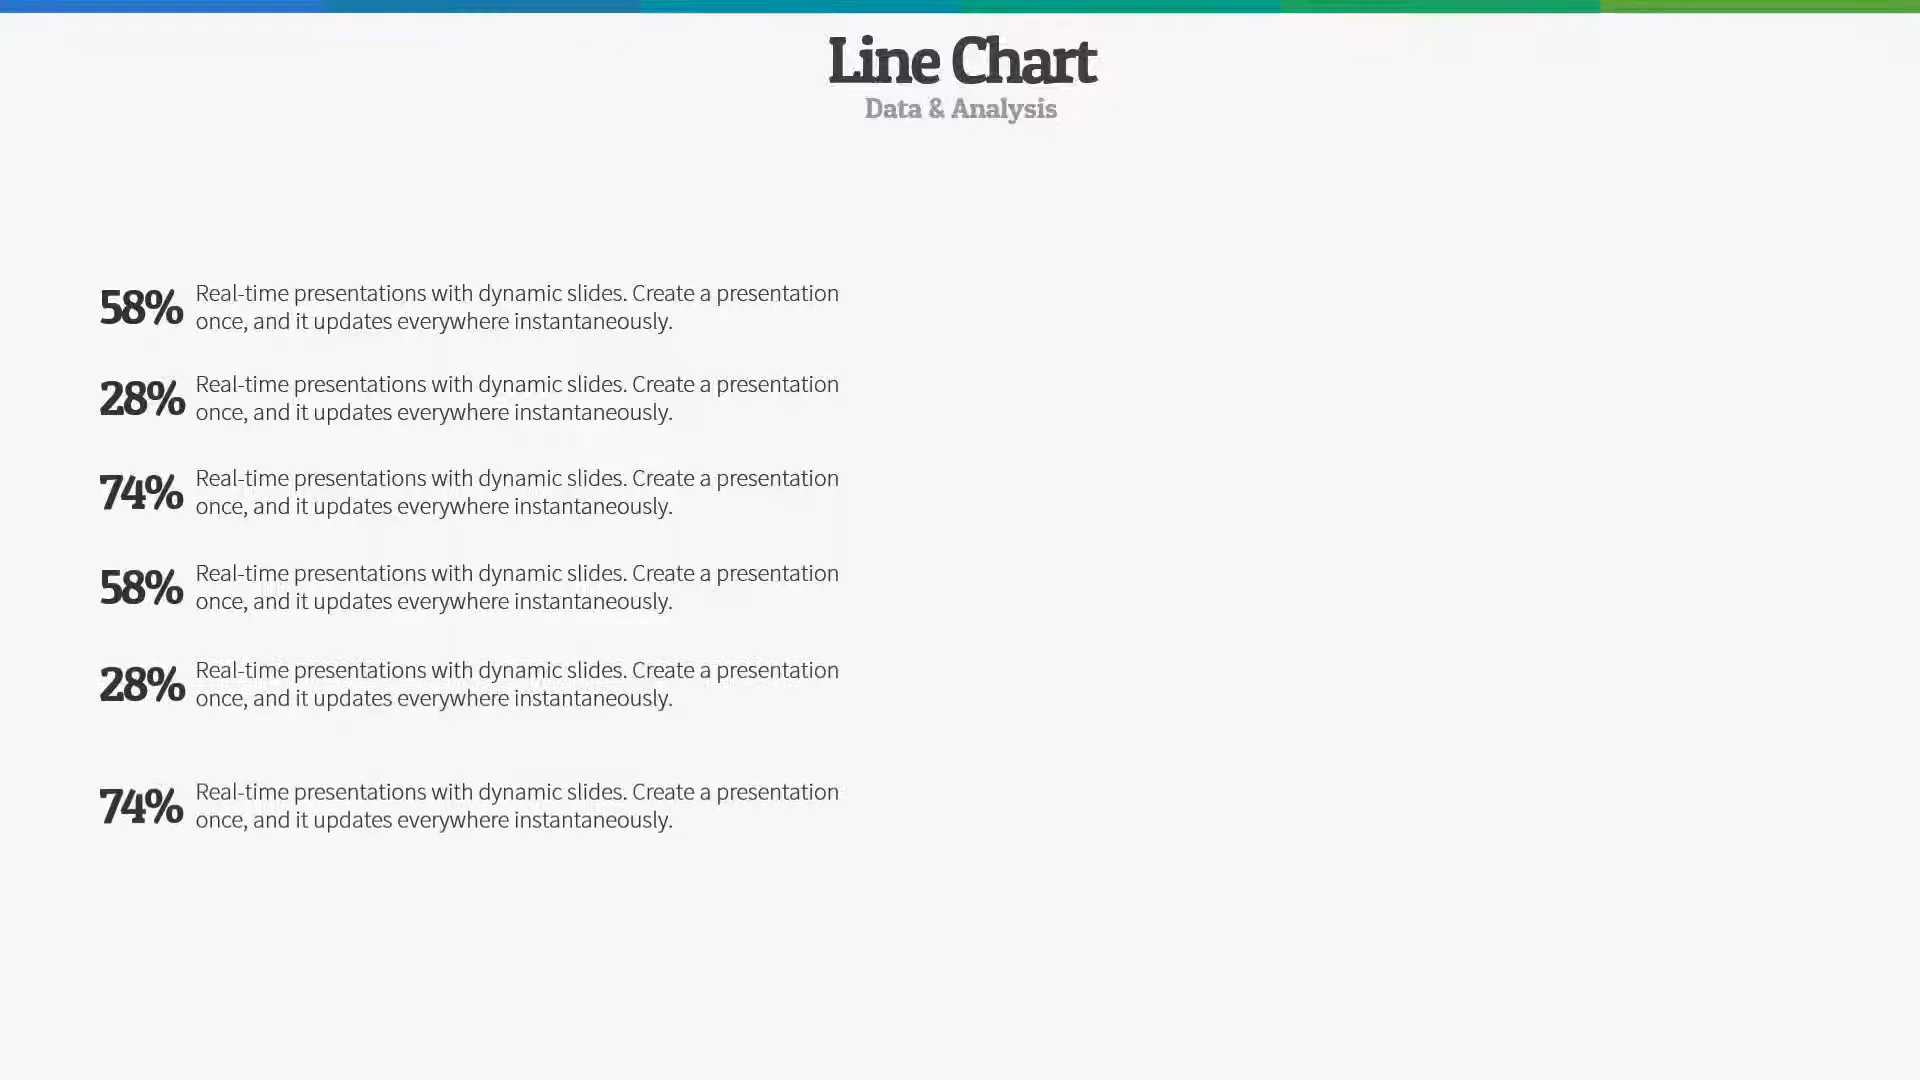 Line Chart
Data & Analysis
58%
Real-time presentations with dynamic slides. Create a presentation
once, and it updates everywhere instantaneously.
28%
Real-time presentations with dynamic slides. Create a presentation
once, and it updates everywhere instantaneously.
74%
Real-time presentations with dynamic slides. Create a presentation
once, and it updates everywhere instantaneously.
58%
Real-time presentations with dynamic slides. Create a presentation
once, and it updates everywhere instantaneously.
28%
Real-time presentations with dynamic slides. Create a presentation
once, and it updates everywhere instantaneously.
74%
Real-time presentations with dynamic slides. Create a presentation
once, and it updates everywhere instantaneously.